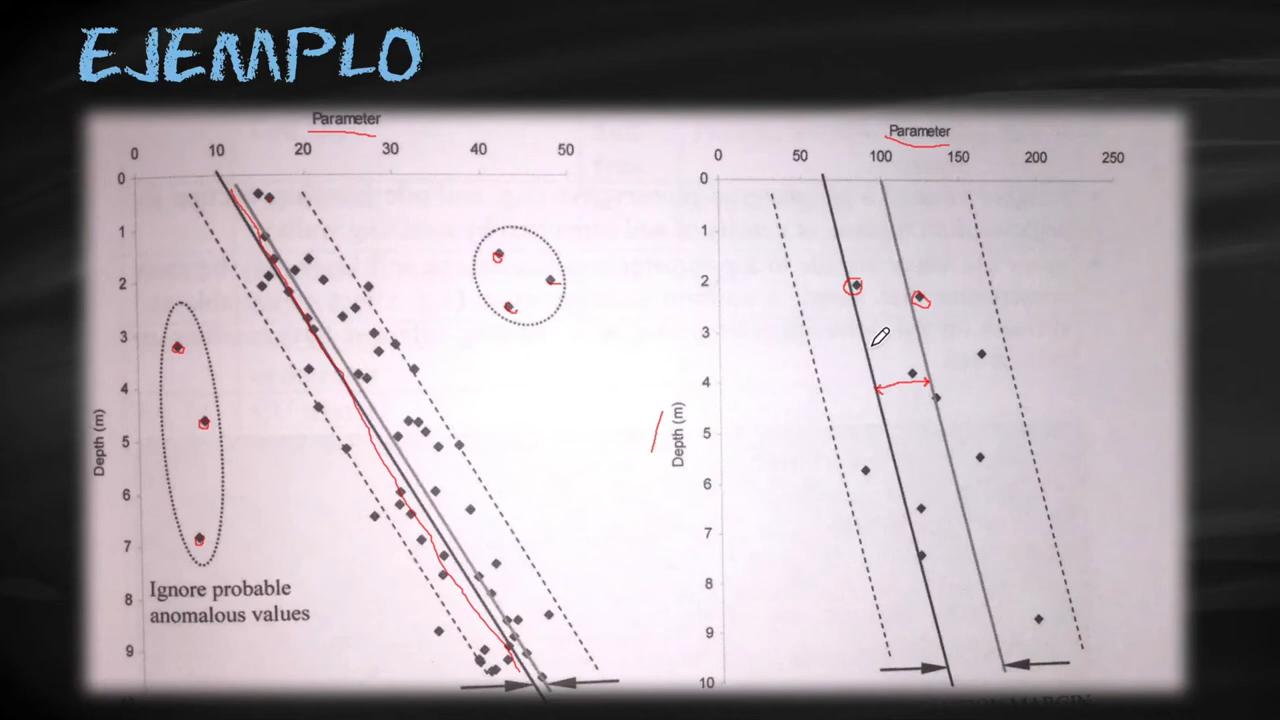 EJEMPLO
Parameter
0 10 20 30 40 50
0
1
2
3
4
5
6
7
8
9
Depth (m)
Ignore probable
anomalous values
Parameter
0 50 100 150 200 250
0
1
2
3
4
5
6
7
8
9
10
Depth (m)